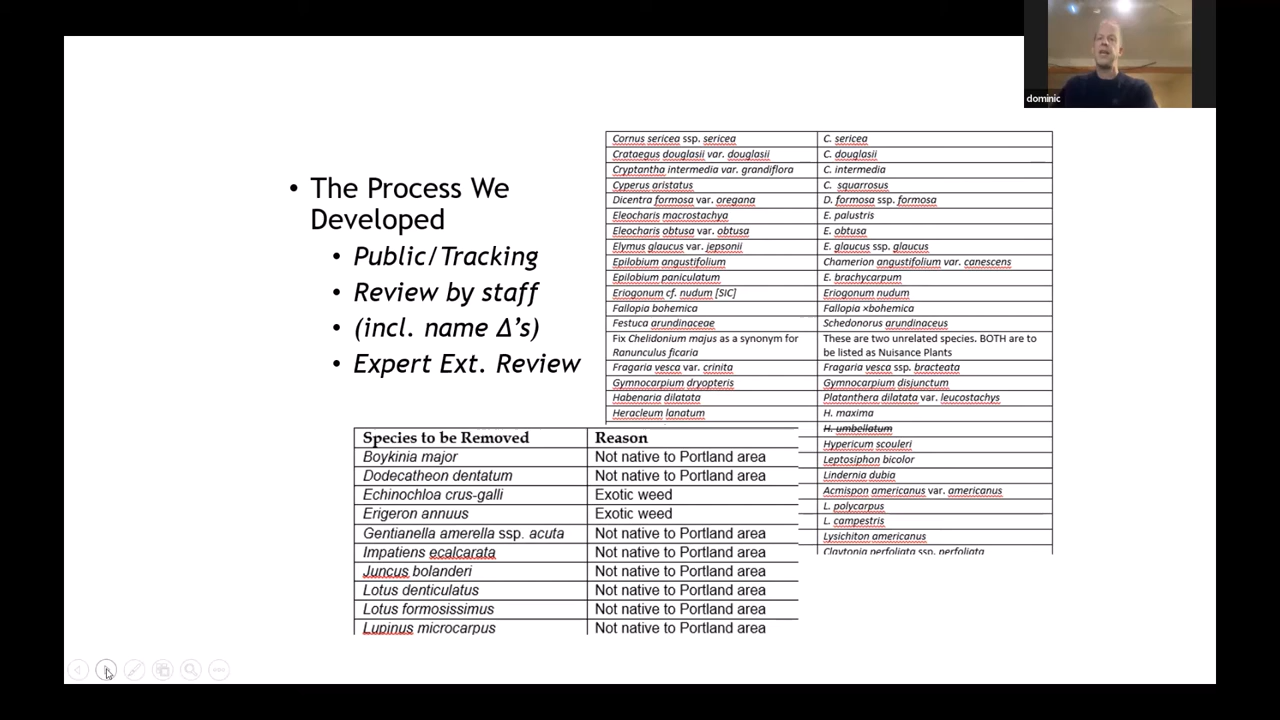 dominic
• The Process We
Developed
• Public/Tracking
• Review by staff
• (incl. name Δ's)
• Expert Ext. Review
Cornus sericea ssp. sericea C. sericea
Crataegus douglasii var. douglasii C. douglasii
Cryptantha intermedia var. grandiflora C. intermedia
Cyperus aristatus C. squarrosus
Dicentra formosa var. oregana D. formosa ssp. formosa
Eleocharis macrostachya E. palustris
Eleocharis obtusa var. obtusa E. obtusa
Elymus glaucus var. jepsonii E. glaucus ssp. glaucus
Epilobium angustifolium Chamerion angustifolium var. canescens
Epilobium paniculatum E. brachycarpum
Eriogonum cf. nudum [SIC] Eriogonum nudum
Fallopia bohemica Fallopia ×bohemica
Festuca arundinaceae Schedonorus arundinaceus
Fix Chelidonium majus as a synonym for These are two unrelated species. BOTH are to
Ranunculus ficaria be listed as Nuisance Plants
Fragaria vesca var. crinita Fragaria vesca ssp. bracteata
Gymnocarpium dryopteris Gymnocarpium disjunctum
Habenaria dilatata Platanthera dilatata var. leucostachys
Heracleum lanatum H. maxima
H. umbellatum
Hypericum scouleri
Leptosiphon bicolor
Lindernia dubia
Acmispon americanus var. americanus
L. polycarpus
L. campestris
Lysichiton americanus
Claytonia perfoliata ssp. perfoliata
Species to be Removed Reason
Boykinia major Not native to Portland area
Dodecatheon dentatum Not native to Portland area
Echinochloa crus-galli Exotic weed
Erigeron annuus Exotic weed
Gentianella amerella ssp. acuta Not native to Portland area
Impatiens ecalcarata Not native to Portland area
Juncus bolanderi Not native to Portland area
Lotus denticulatus Not native to Portland area
Lotus formosissimus Not native to Portland area
Lupinus microcarpus Not native to Portland area